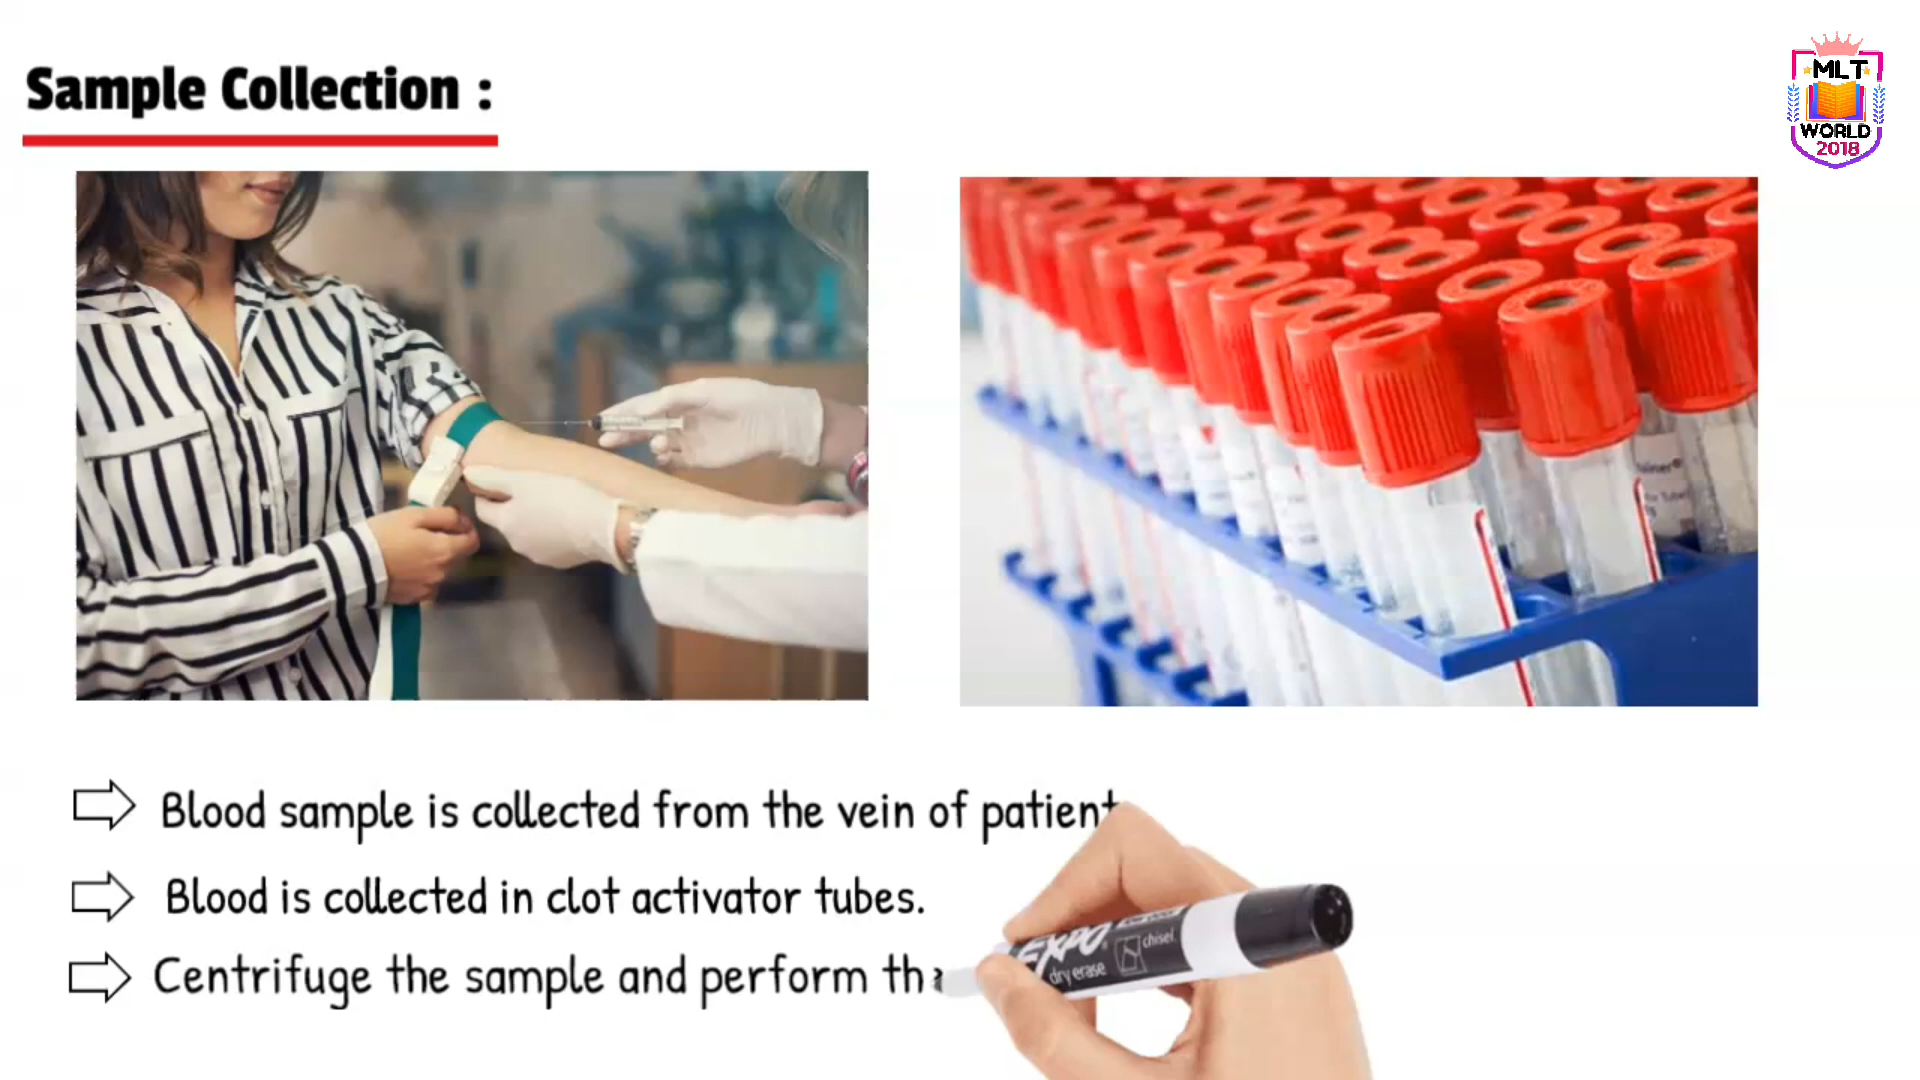 Sample Collection :
MLT
WORLD
2018
Blood sample is collected from the vein of patient
Blood is collected in clot activator tubes.
Centrifuge the sample and perform
EXPO
dry erase
chisel